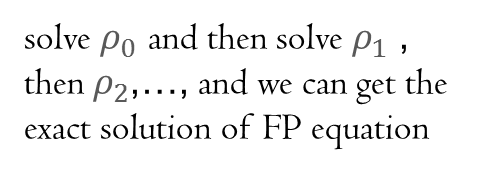 solve ρ₀ and then solve ρ₁ ,
then ρ₂,…, and we can get the
exact solution of FP equation